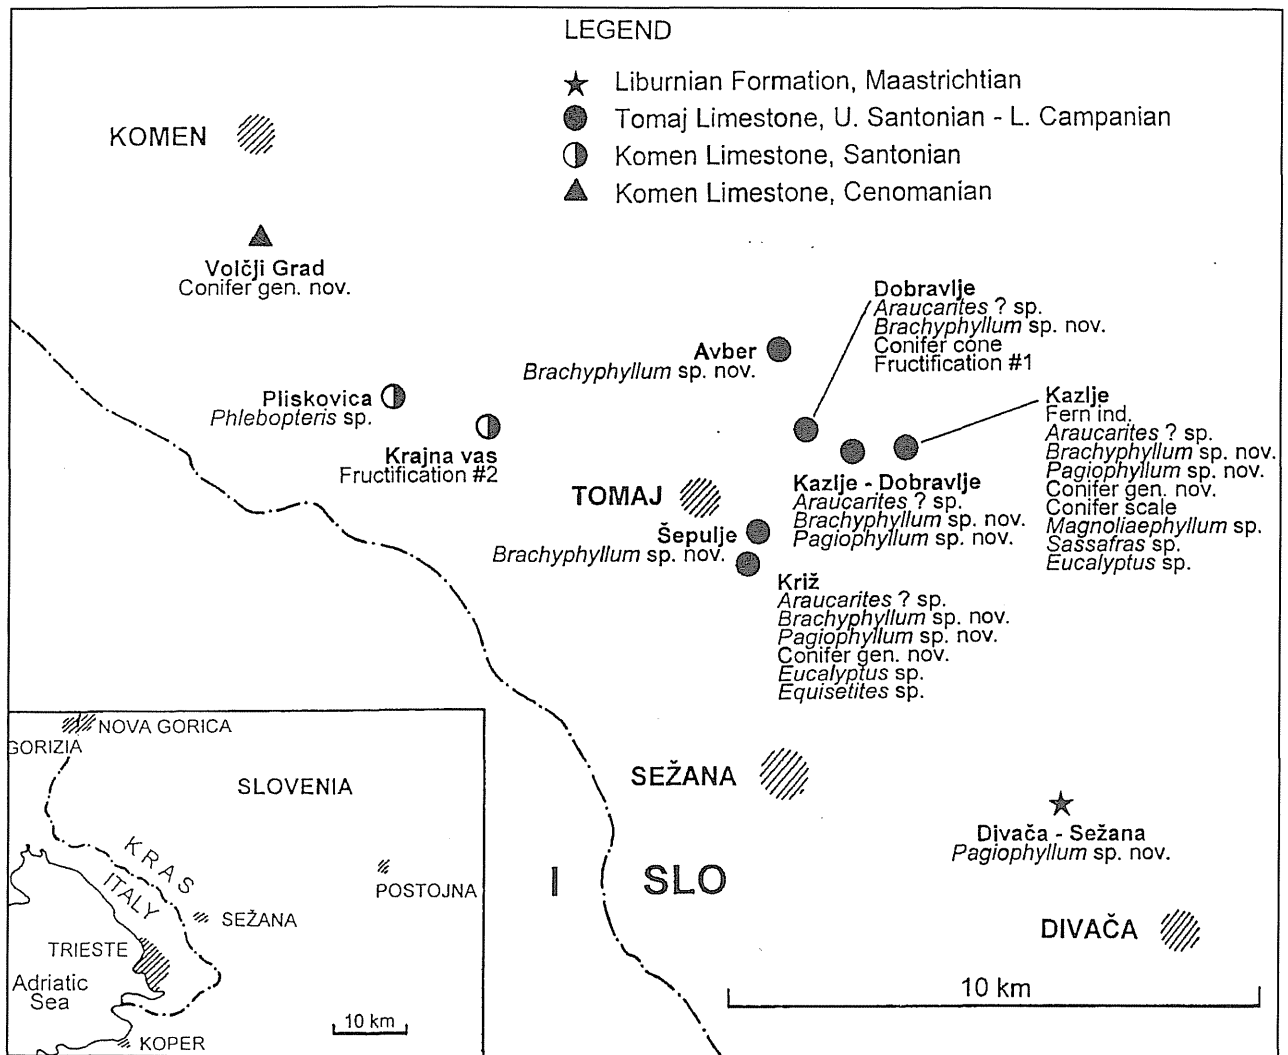 LEGEND
Liburnian Formation, Maastrichtian
Tomaj Limestone, U. Santonian - L. Campanian
Komen Limestone, Santonian
Komen Limestone, Cenomanian
KOMEN
Volčji Grad
Conifer gen. nov.
Dobravlje
Araucarites ? sp.
Brachyphyllum sp. nov.
Conifer cone
Fructification #1
Avber
Brachyphyllum sp. nov.
Pliskovica
Phlebopteris sp.
Krajna vas
Fructification #2
Kazlje
Fern ind.
Araucarites ? sp.
Brachyphyllum sp. nov.
Pagiophyllum sp. nov.
Conifer gen. nov.
Conifer scale
Magnoliaephyllum sp.
Sassafras sp.
Eucalyptus sp.
TOMAJ
Kazlje - Dobravlje
Araucarites ? sp.
Brachyphyllum sp. nov.
Pagiophyllum sp. nov.
Šepulje
Brachyphyllum sp. nov.
Križ
Araucarites ? sp.
Brachyphyllum sp. nov.
Pagiophyllum sp. nov.
Conifer gen. nov.
Eucalyptus sp.
Equisetites sp.
SEŽANA
Divača - Sežana
Pagiophyllum sp. nov.
I SLO
DIVAČA
10 km
NOVA GORICA
GORIZIA
SLOVENIA
KRAS
ITALY
POSTOJNA
SEŽANA
TRIESTE
Adriatic
Sea
10 km
KOPER